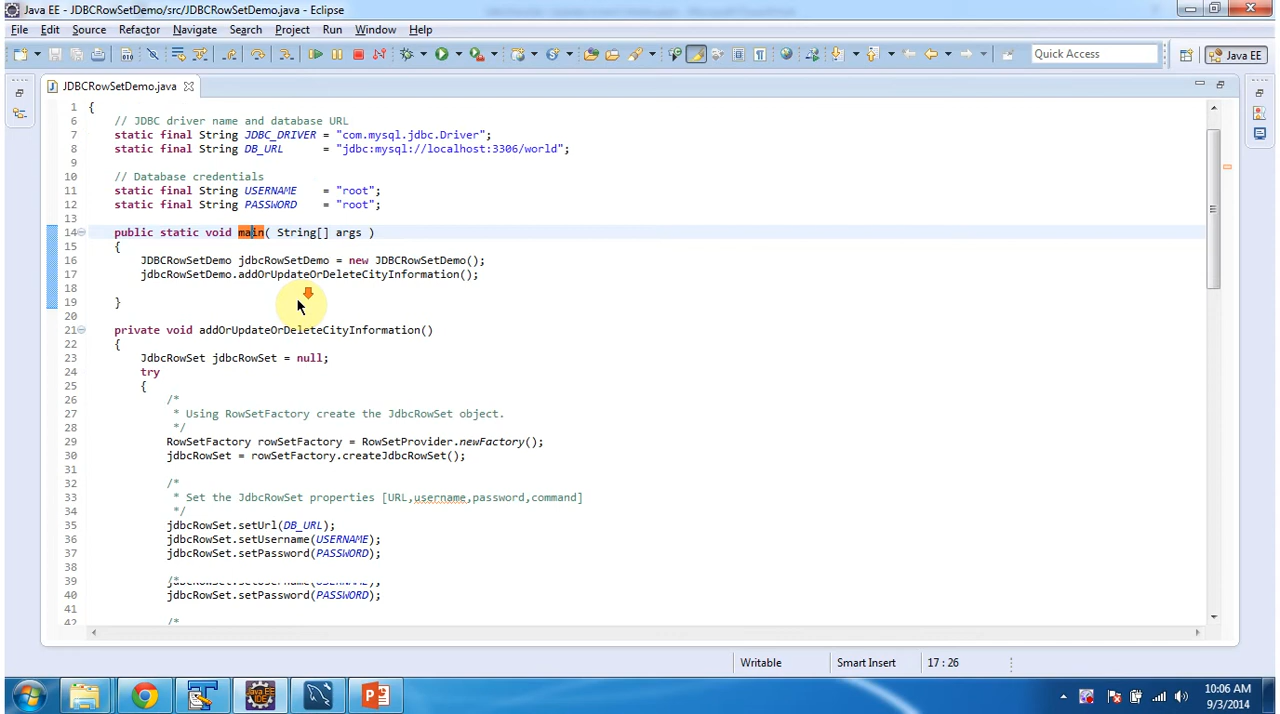 Java EE - JDBCRowSetDemo/src/JDBCRowSetDemo.java - Eclipse
File Edit Source Refactor Navigate Search Project Run Window Help
Quick Access
Java EE
JDBCRowSetDemo.java
1 {
6 // JDBC driver name and database URL
7 static final String JDBC_DRIVER = "com.mysql.jdbc.Driver";
8 static final String DB_URL = "jdbc:mysql://localhost:3306/world";
9
10 // Database credentials
11 static final String USERNAME = "root";
12 static final String PASSWORD = "root";
13
14 public static void main( String[] args )
15 {
16 JDBCRowSetDemo jdbcRowSetDemo = new JDBCRowSetDemo();
17 jdbcRowSetDemo.addOrUpdateOrDeleteCityInformation();
18
19 }
20
21 private void addOrUpdateOrDeleteCityInformation()
22 {
23 JdbcRowSet jdbcRowSet = null;
24 try
25 {
26 /*
27 * Using RowSetFactory create the JdbcRowSet object.
28 */
29 RowSetFactory rowSetFactory = RowSetProvider.newFactory();
30 jdbcRowSet = rowSetFactory.createJdbcRowSet();
31
32 /*
33 * Set the JdbcRowSet properties [URL,username,password,command]
34 */
35 jdbcRowSet.setUrl(DB_URL);
36 jdbcRowSet.setUsername(USERNAME);
37 jdbcRowSet.setPassword(PASSWORD);
38
39
40 jdbcRowSet.setPassword(PASSWORD);
41
42 /*
Writable Smart Insert 17 : 26
Java EE IDE
10:06 AM
9/3/2014